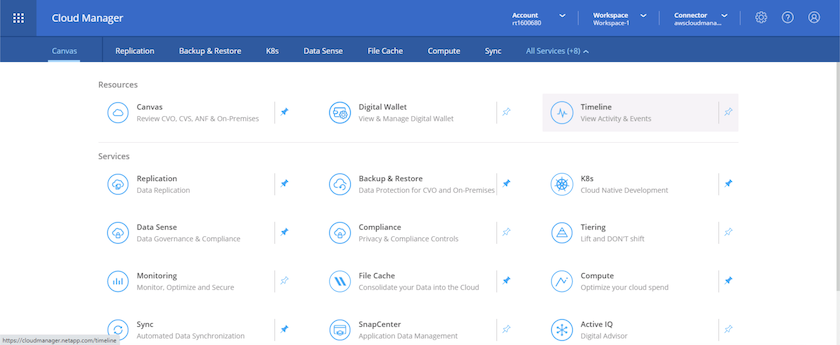 Cloud Manager
Account
rt1600680
Workspace
Workspace-1
Connector
awscloudmana...
Canvas
Replication
Backup & Restore
K8s
Data Sense
File Cache
Compute
Sync
All Services (+8)
Resources
Canvas
Review CVO, CVS, ANF & On-Premises
Digital Wallet
View & Manage Digital Wallet
Timeline
View Activity & Events
Services
Replication
Data Replication
Backup & Restore
Data Protection for CVO and On-Premises
K8s
Cloud Native Development
Data Sense
Data Governance & Compliance
Compliance
Privacy & Compliance Controls
Tiering
Lift and DON'T shift
Monitoring
Monitor, Optimize and Secure
File Cache
Consolidate your Data into the Cloud
Compute
Optimize your cloud spend
Sync
Automated Data Synchronization
SnapCenter
Application Data Management
Active IQ
Digital Advisor
https://cloudmanager.netapp.com/timeline